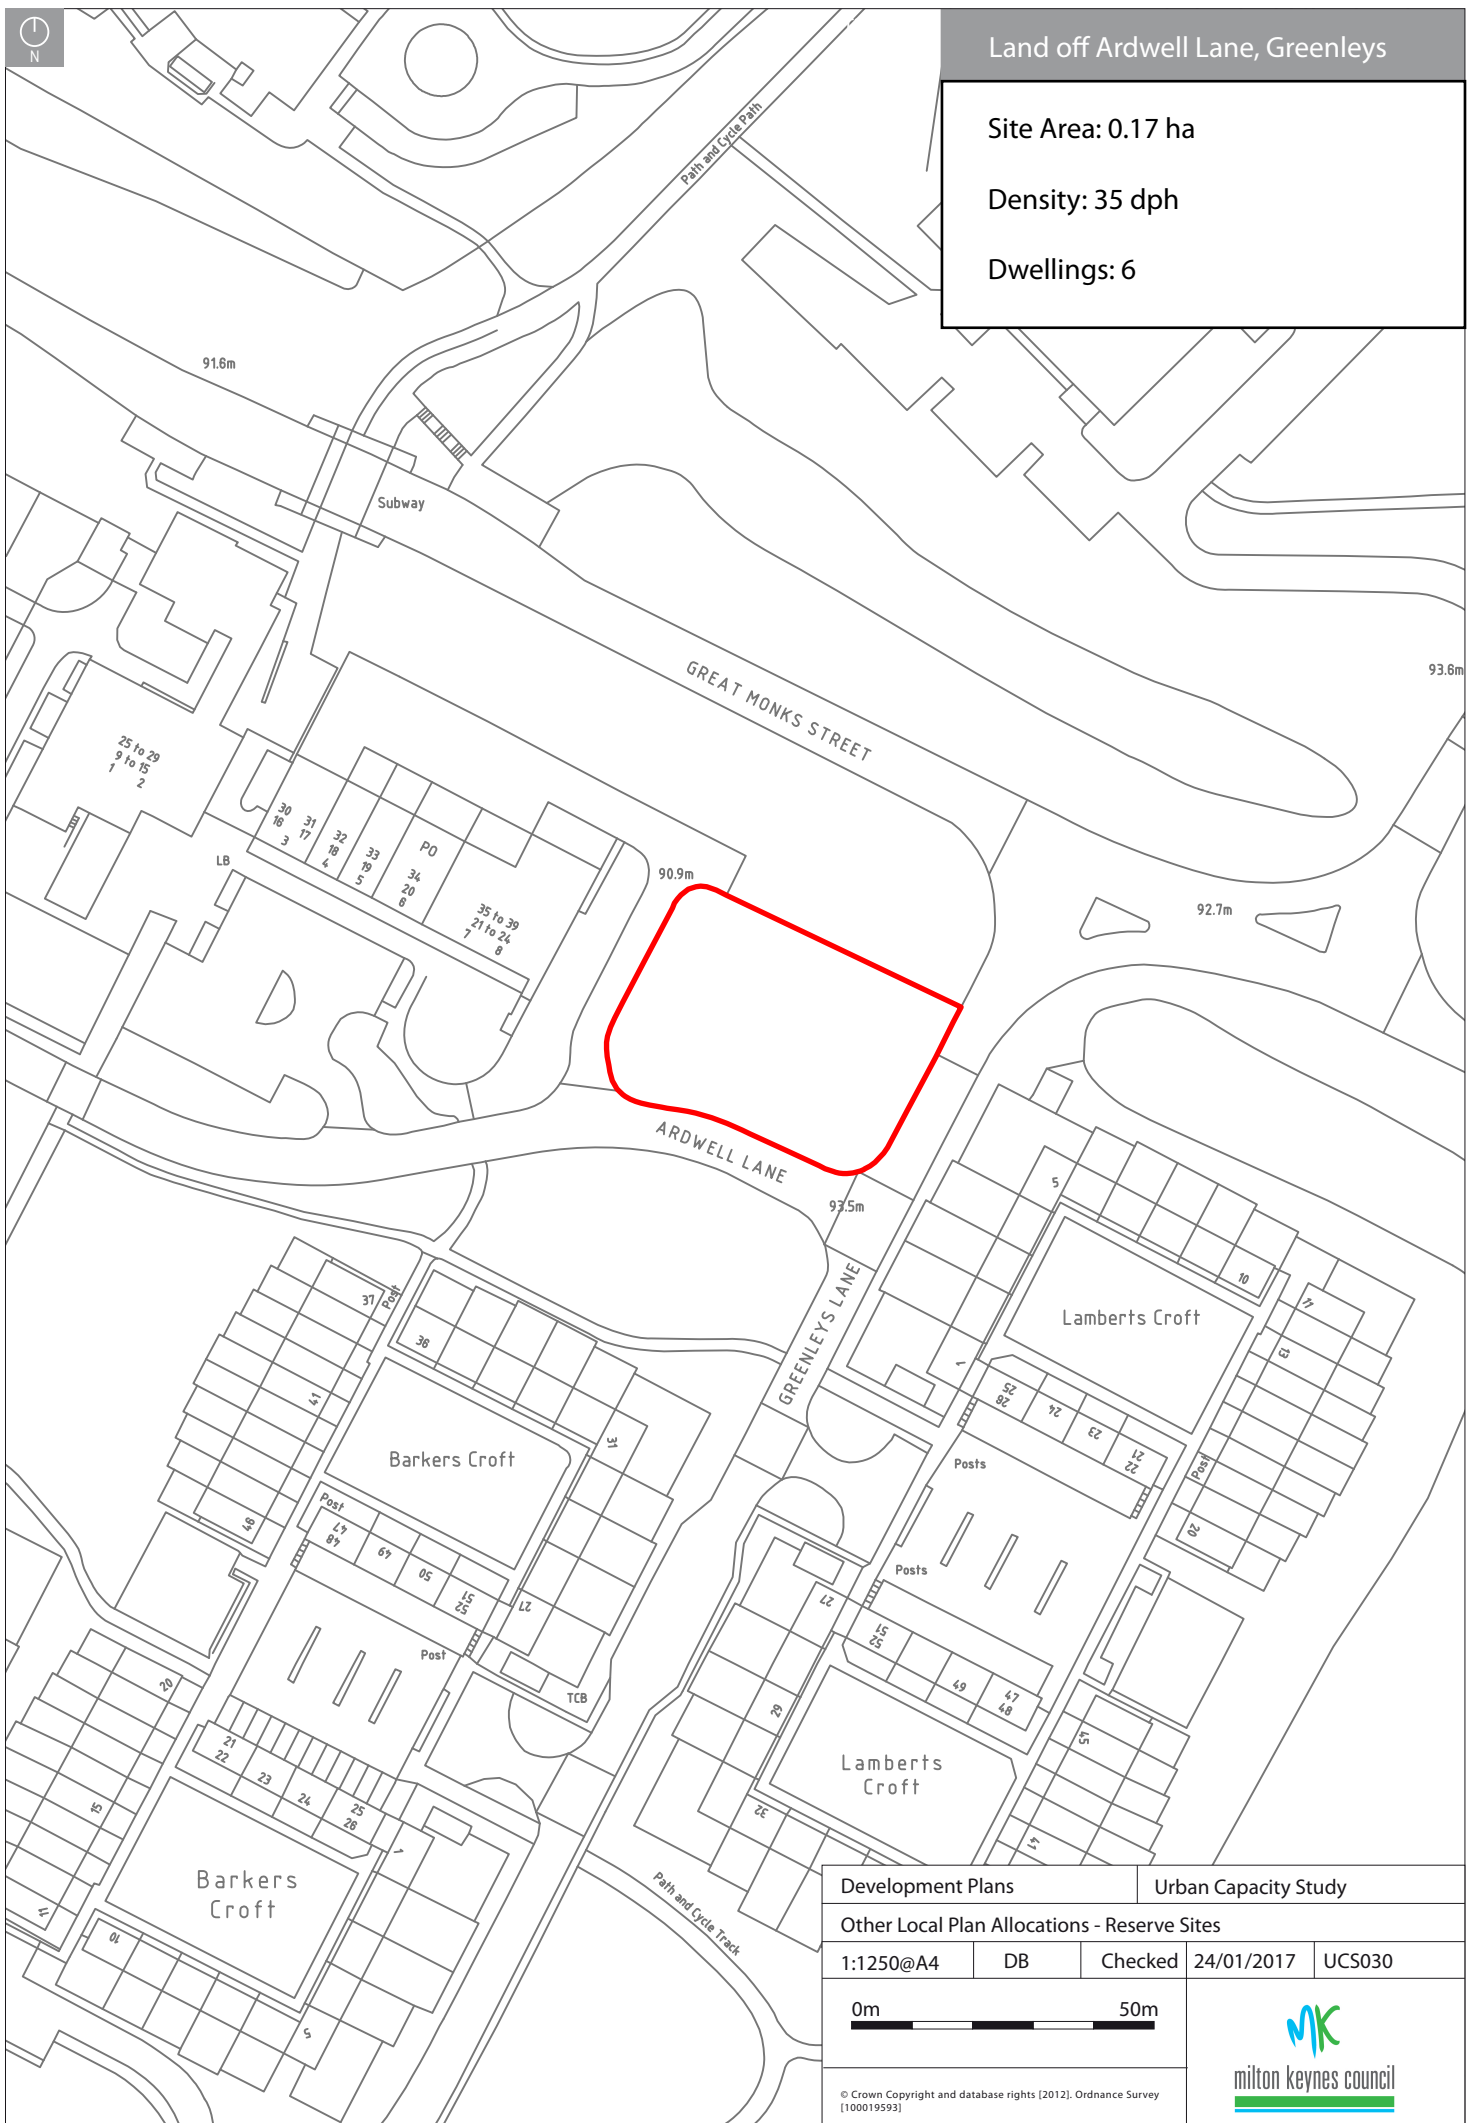 N
Land off Ardwell Lane, Greenleys
Site Area: 0.17 ha
Density: 35 dph
Dwellings: 6
Path and Cycle Path
91.6m
Subway
GREAT MONKS STREET
93.6m
25 to 29
9 to 15
1
2
30
16
3
31
17
32
18
4
33
19
5
PO
34
20
6
35 to 39
21 to 24
7
8
LB
90.9m
92.7m
ARDWELL LANE
93.5m
GREENLEYS LANE
5
10
Lamberts Croft
11
13
1
25
26
24
23
21
22
Post
20
Posts
Posts
37
Post
36
41
31
Barkers Croft
46
Post
47
48
49
50
51
52
27
Post
TCB
27
51
52
49
47
48
29
45
Lamberts
Croft
32
41
20
21
22
23
24
25
26
1
15
Barkers
Croft
11
10
5
Path and Cycle Track
Development Plans
Urban Capacity Study
Other Local Plan Allocations - Reserve Sites
1:1250@A4
DB
Checked
24/01/2017
UCS030
0m
50m
MK
milton keynes council
© Crown Copyright and database rights [2012]. Ordnance Survey
[100019593]